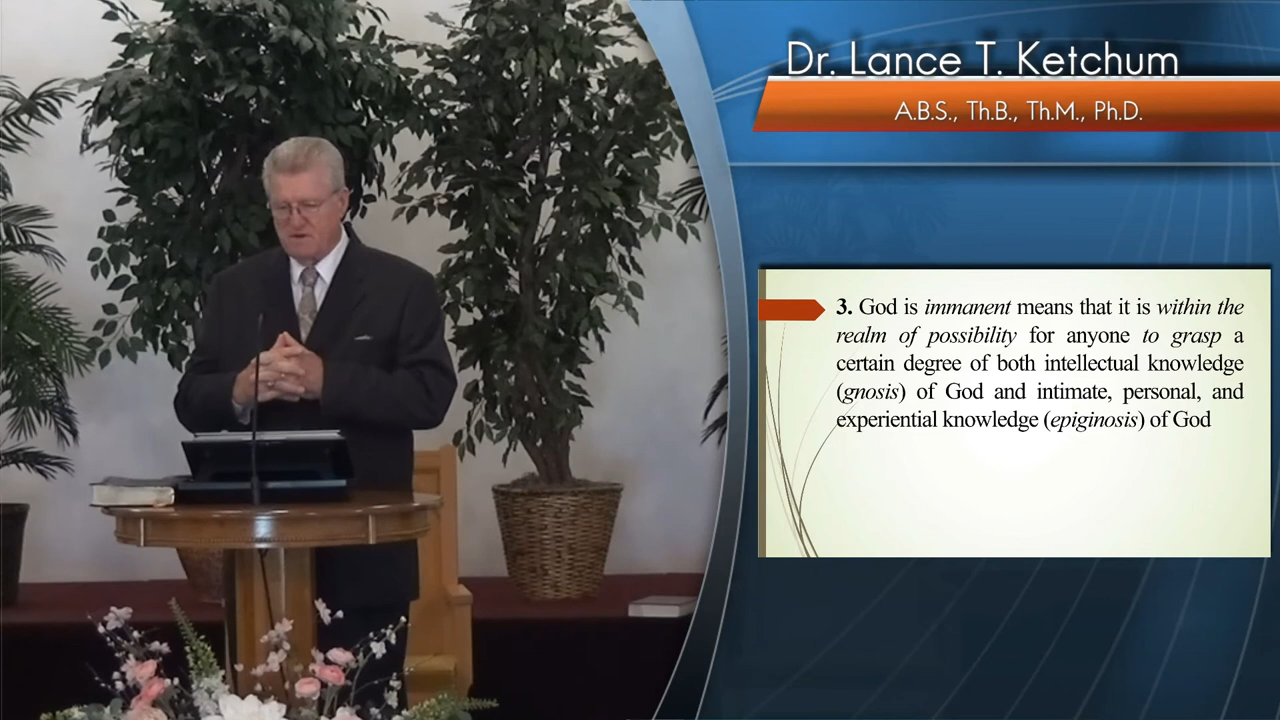 Dr. Lance T. Ketchum
A.B.S., Th.B., Th.M., Ph.D.
3. God is immanent means that it is within the
realm of possibility for anyone to grasp a
certain degree of both intellectual knowledge
(gnosis) of God and intimate, personal, and
experiential knowledge (epiginosis) of God